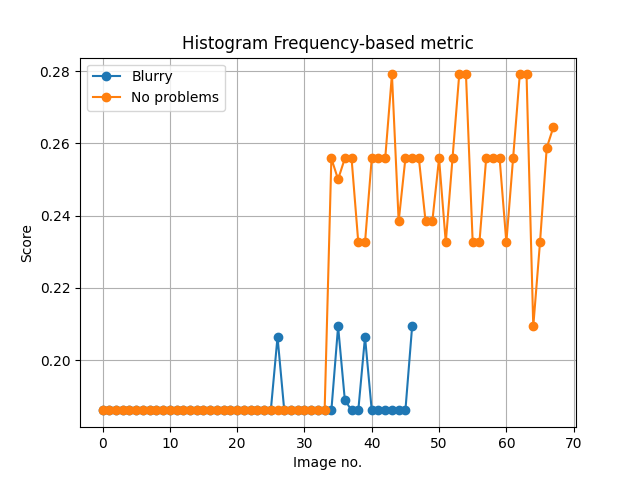 Histogram Frequency-based metric
Blurry
No problems
Score
0.28
0.26
0.24
0.22
0.20
0 10 20 30 40 50 60 70
Image no.